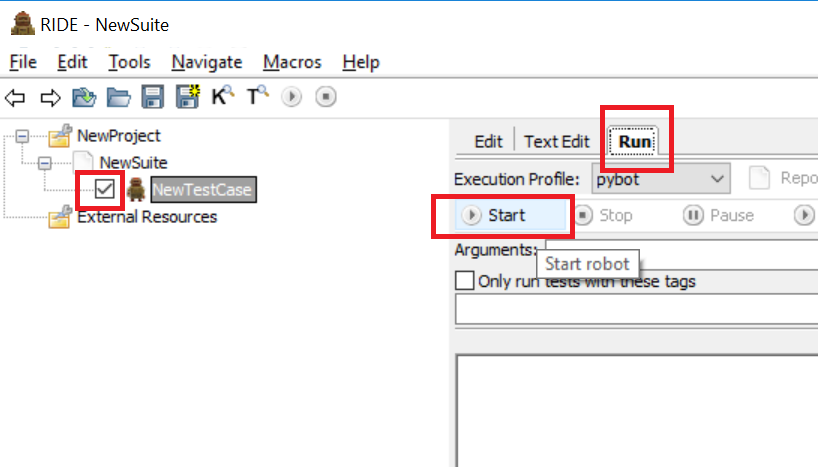 RIDE - NewSuite
File Edit Tools Navigate Macros Help
K T
NewProject
NewSuite
NewTestCase
External Resources
Edit Text Edit Run
Execution Profile: pybot Repo
Start Stop Pause
Arguments:
Start robot
Only run tests with these tags